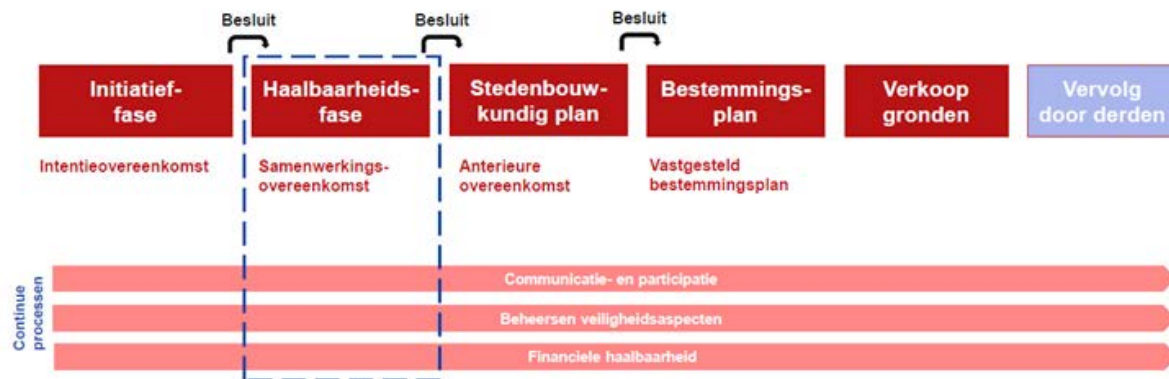 Besluit
Besluit
Besluit
Initiatief-
fase
Haalbaarheids-
fase
Stedenbouw-
kundig plan
Bestemmings-
plan
Verkoop
gronden
Vervolg
door derden
Intentieovereenkomst
Samenwerkings-
overeenkomst
Anterieure
overeenkomst
Vastgesteld
bestemmingsplan
Continue
processen
Communicatie- en participatie
Beheersen veiligheidsaspecten
Financiele haalbaarheid